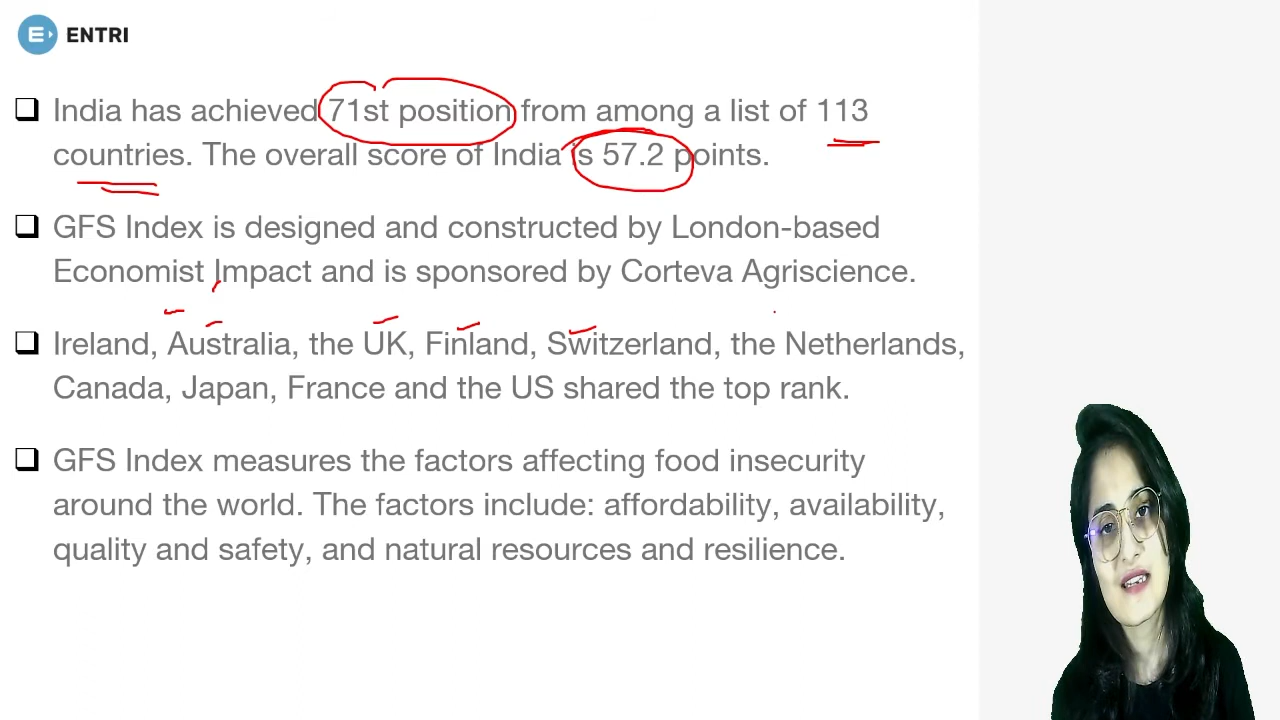 ENTRI
India has achieved 71st position from among a list of 113
countries. The overall score of India is 57.2 points.
GFS Index is designed and constructed by London-based
Economist Impact and is sponsored by Corteva Agriscience.
Ireland, Australia, the UK, Finland, Switzerland, the Netherlands,
Canada, Japan, France and the US shared the top rank.
GFS Index measures the factors affecting food insecurity
around the world. The factors include: affordability, availability,
quality and safety, and natural resources and resilience.